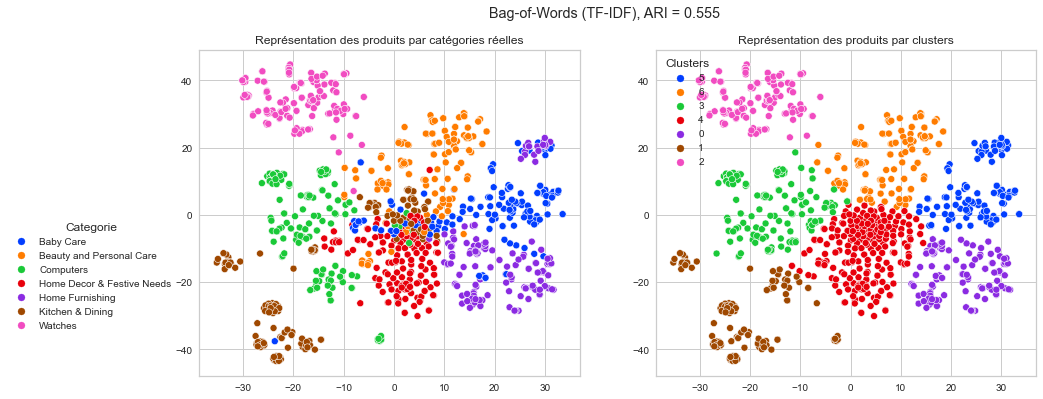 Bag-of-Words (TF-IDF), ARI = 0.555
Représentation des produits par catégories réelles
40
20
0
−20
−40
−30
−20
−10
0
10
20
30
Categorie
Baby Care
Beauty and Personal Care
Computers
Home Decor & Festive Needs
Home Furnishing
Kitchen & Dining
Watches
Représentation des produits par clusters
Clusters
5
6
3
4
0
1
2
40
20
0
−20
−40
−30
−20
−10
0
10
20
30